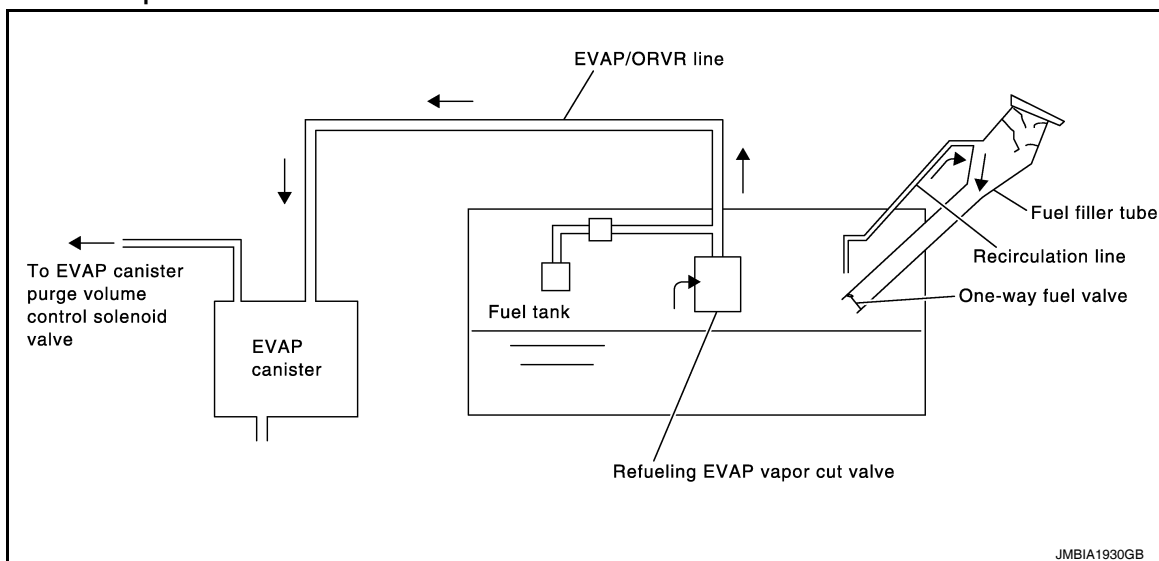 EVAP/ORVR line
Fuel filler tube
Recirculation line
One-way fuel valve
To EVAP canister
purge volume
control solenoid
valve
Fuel tank
EVAP
canister
Refueling EVAP vapor cut valve
JMBIA1930GB